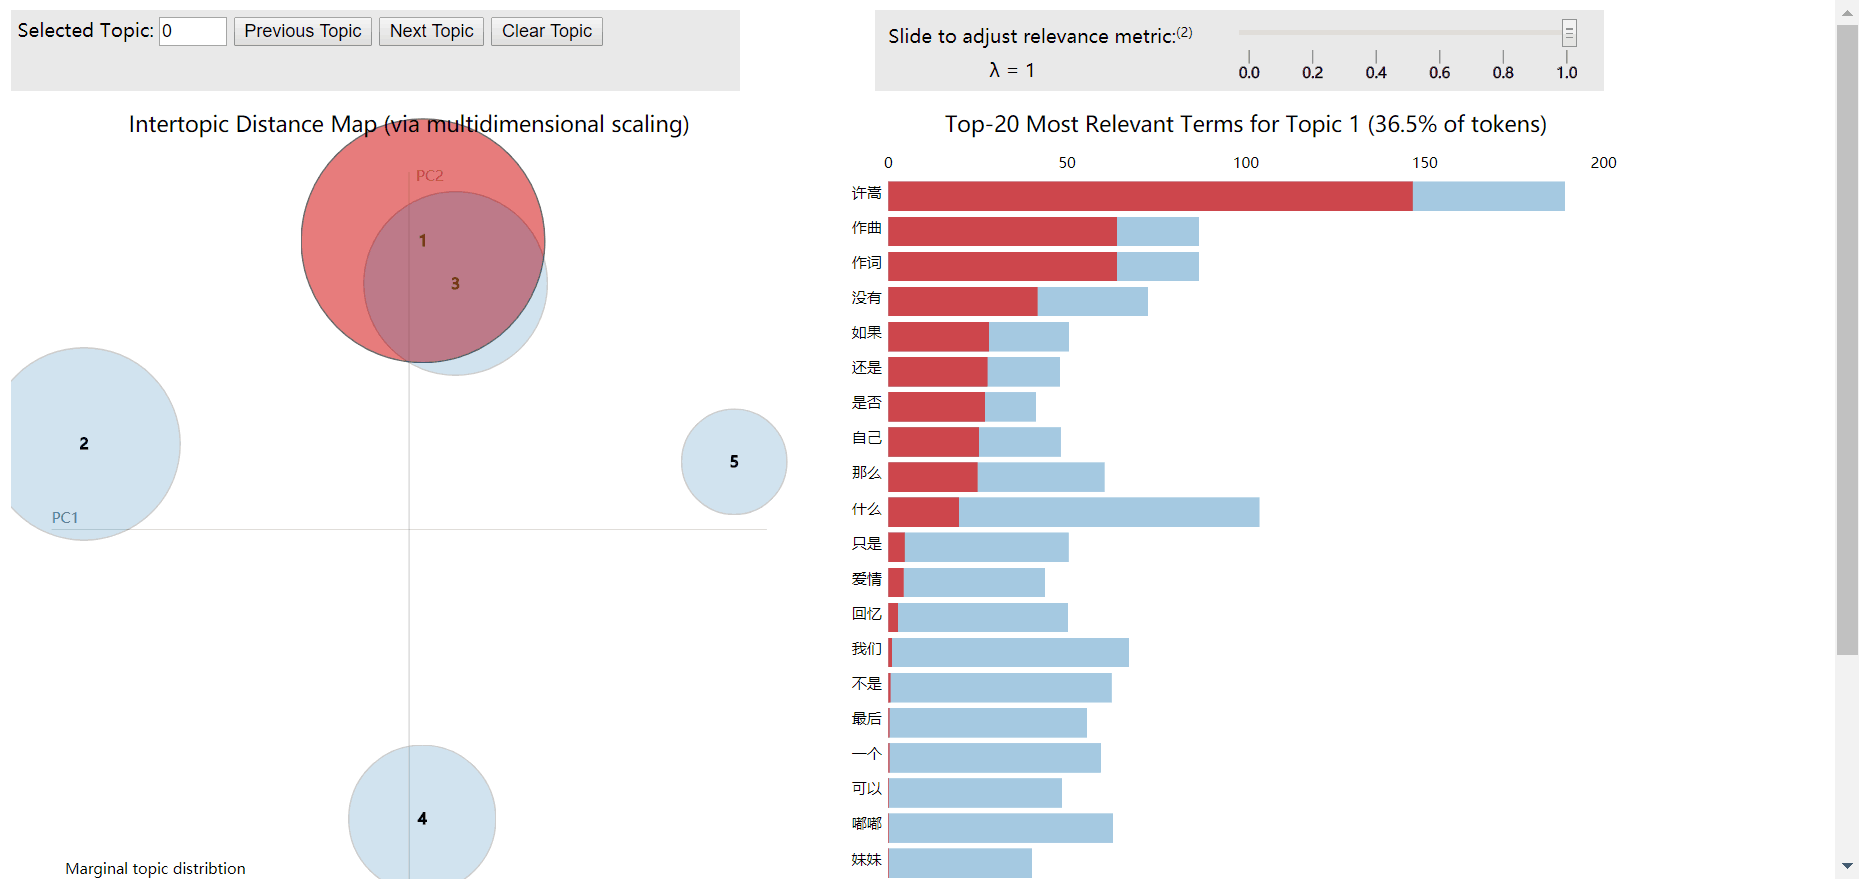 Selected Topic: 0 Previous Topic Next Topic Clear Topic
Slide to adjust relevance metric:(2)
λ = 1
0.0 0.2 0.4 0.6 0.8 1.0
Intertopic Distance Map (via multidimensional scaling)
PC2
1
3
2
5
PC1
4
Marginal topic distribtion
Top-20 Most Relevant Terms for Topic 1 (36.5% of tokens)
0 50 100 150 200
许嵩
作曲
作词
没有
如果
还是
是否
自己
那么
什么
只是
爱情
回忆
我们
不是
最后
一个
可以
嘟嘟
妹妹